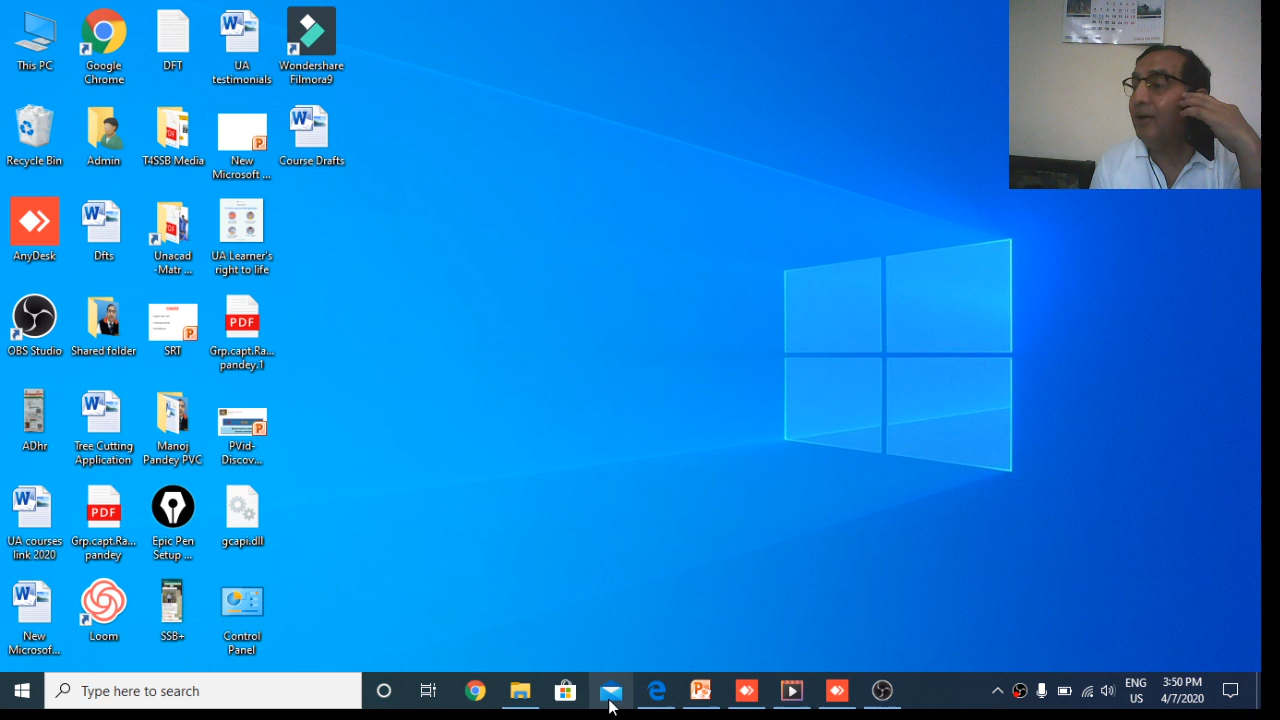 This PC
Google
Chrome
DFT
UA
testimonials
Wondershare
Filmora9
Recycle Bin
Admin
T4SSB Media
New
Microsoft ...
Course Drafts
AnyDesk
Dfts
Unacad
-Matr ...
UA Learner's
right to life
OBS Studio
Shared folder
SRT
PDF
Grp.capt.Ra...
pandey.1
ADhr
Tree Cutting
Application
Manoj
Pandey PVC
PVid-
Discov...
UA courses
link 2020
PDF
Grp.capt.Ra...
pandey
Epic Pen
Setup ...
gcapi.dll
New
Microsof...
Loom
SSB+
Control
Panel
Type here to search
ENG
US
3:50 PM
4/7/2020